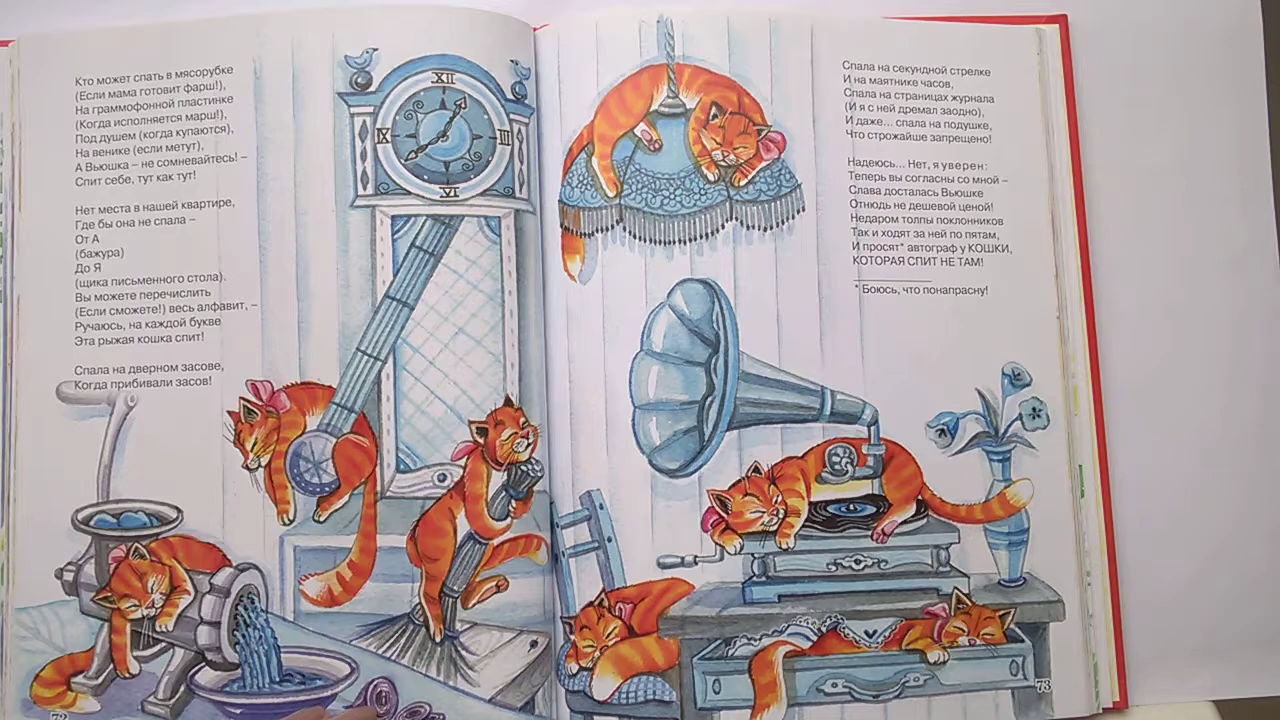 Кто может спать в мясорубке
(Если мама готовит фарш!),
На граммофонной пластинке
(Когда исполняется марш!),
Под душем (когда купаются),
На венике (если метут),
А Вьюшка – не сомневайтесь! –
Спит себе, тут как тут!
Нет места в нашей квартире,
Где бы она не спала –
От А
(бажура)
До Я
(щика письменного стола).
Вы можете перечислить
(Если сможете!) весь алфавит, –
Ручаюсь, на каждой букве
Эта рыжая кошка спит!
Спала на дверном засове,
Когда прибивали засов!
XII
III
VI
IX
72
Спала на секундной стрелке
И на маятнике часов,
Спала на страницах журнала
(И я с ней дремал заодно),
И даже... спала на подушке,
Что строжайше запрещено!
Надеюсь... Нет, я уверен:
Теперь вы согласны со мной –
Слава досталась Вьюшке
Отнюдь не дешевой ценой!
Недаром толпы поклонников
Так и ходят за ней по пятам,
И просят* автограф у КОШКИ,
КОТОРАЯ СПИТ НЕ ТАМ!
* Боюсь, что понапрасну!
73